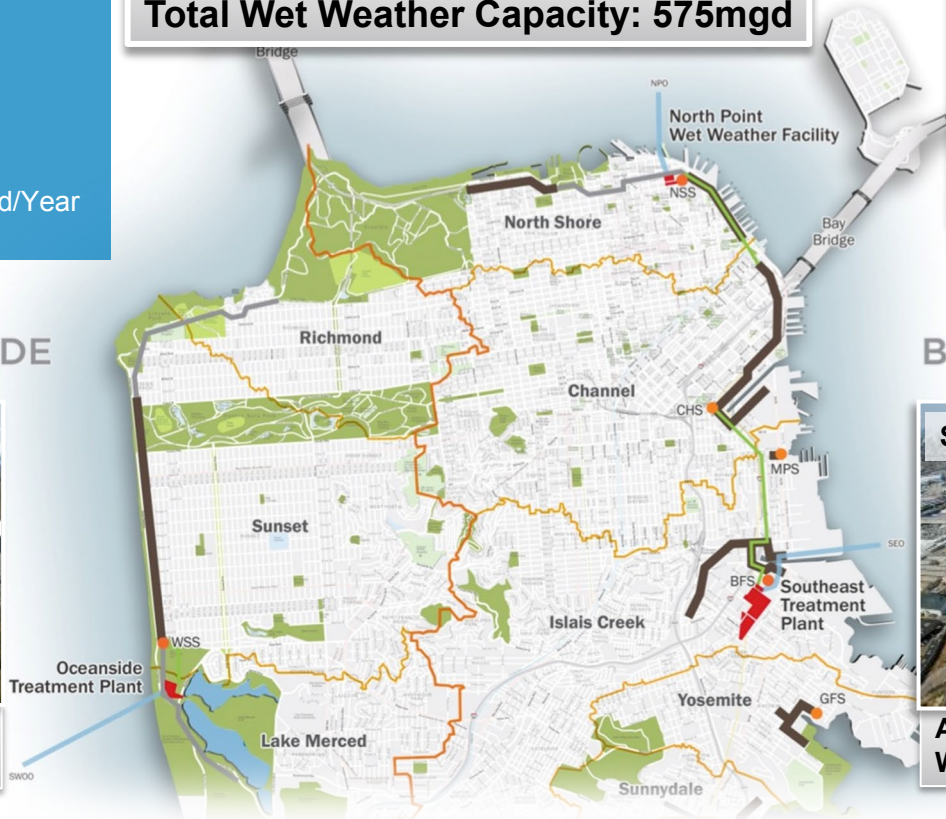 Total Wet Weather Capacity: 575mgd
Bridge
NPO
North Point
Wet Weather Facility
d/Year
NSS
North Shore
Bay
Bridge
DE
Richmond
B
Channel
CHS
S
MPS
Sunset
SEO
BFS
Southeast
Treatment
Plant
Islais Creek
WSS
Oceanside
Treatment Plant
Yosemite
GFS
Lake Merced
A
W
SWOO
Sunnydale